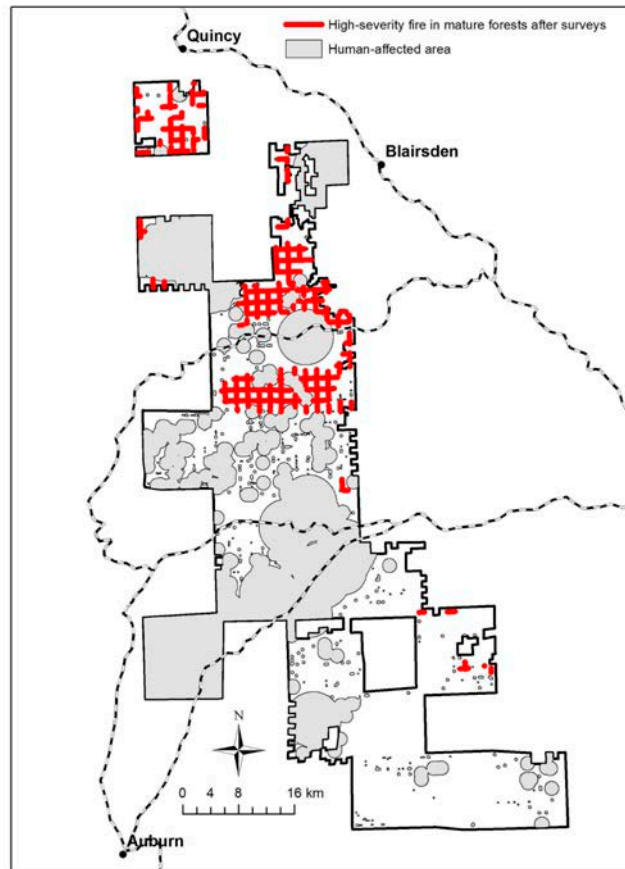 High-severity fire in mature forests after surveys
Human-affected area
Quincy
Blairsden
N
0 4 8 16 km
Auburn